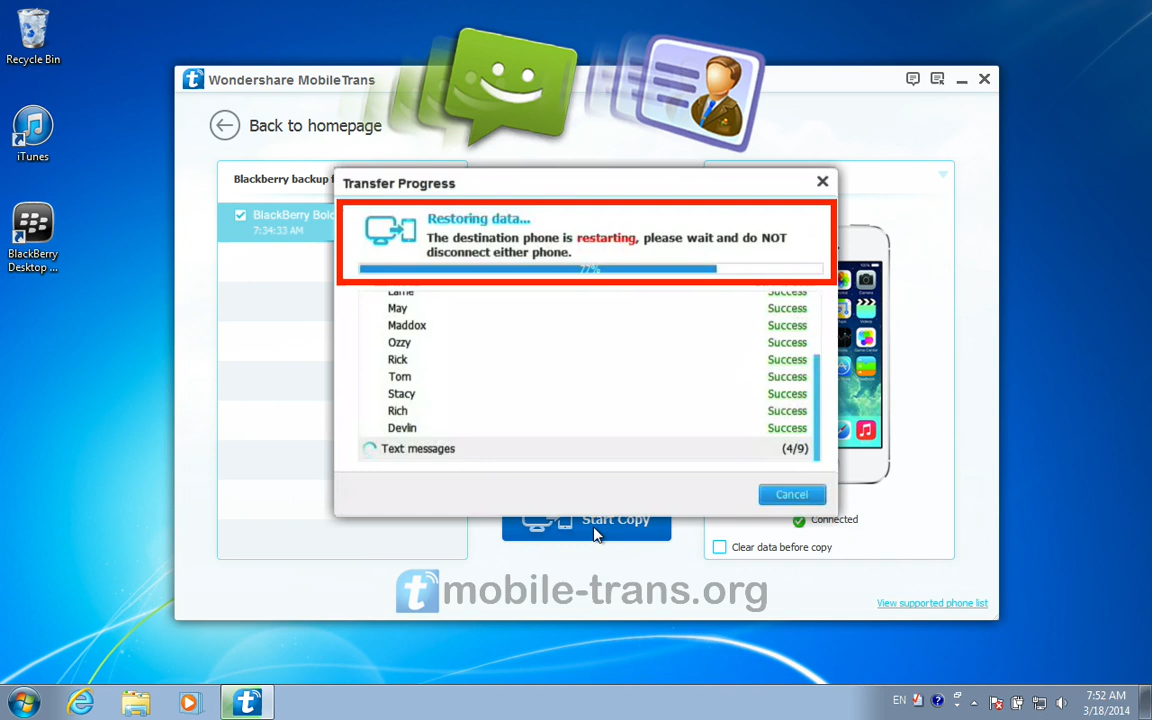 Recycle Bin
iTunes
BlackBerry
Desktop ...
Wondershare MobileTrans
Back to homepage
Blackberry backup f
BlackBerry Bold
7:34:33 AM
Transfer Progress
Restoring data...
The destination phone is restarting, please wait and do NOT
disconnect either phone.
77%
Larrie Success
May Success
Maddox Success
Ozzy Success
Rick Success
Tom Success
Stacy Success
Rich Success
Devlin Success
Text messages (4/9)
Cancel
Start Copy
Connected
Clear data before copy
mobile-trans.org
View supported phone list
EN
7:52 AM
3/18/2014